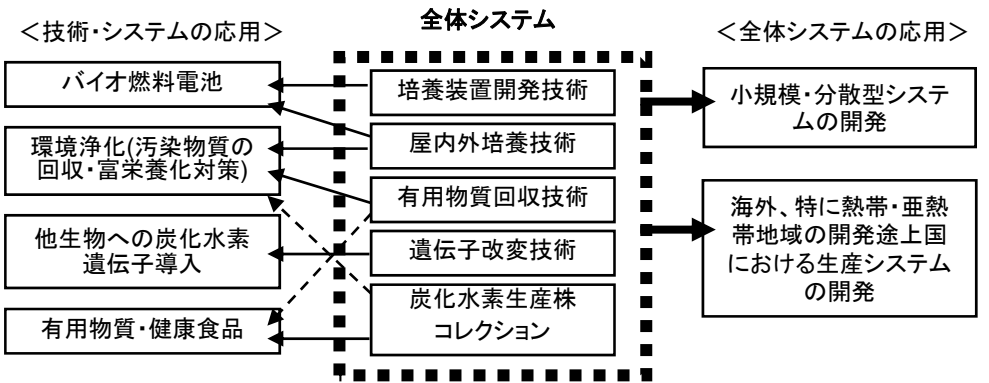 全体システム
＜技術・システムの応用＞
＜全体システムの応用＞
バイオ燃料電池
環境浄化(汚染物質の
回収・富栄養化対策)
他生物への炭化水素
遺伝子導入
有用物質・健康食品
培養装置開発技術
屋内外培養技術
有用物質回収技術
遺伝子改変技術
炭化水素生産株
コレクション
小規模・分散型システ
ムの開発
海外、特に熱帯・亜熱
帯地域の開発途上国
における生産システム
の開発